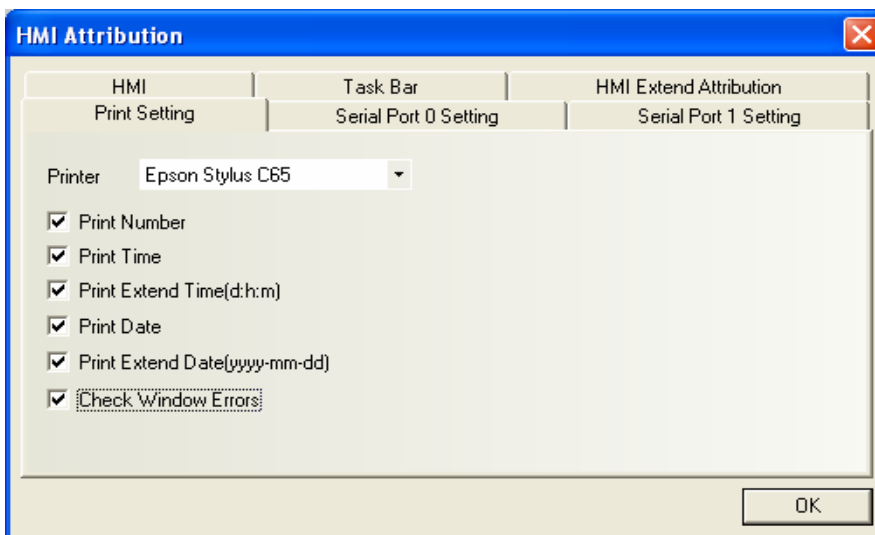 HMI Attribution
HMI Task Bar HMI Extend Attribution
Print Setting Serial Port 0 Setting Serial Port 1 Setting
Printer Epson Stylus C65
Print Number
Print Time
Print Extend Time(d:h:m)
Print Date
Print Extend Date(yyyy-mm-dd)
Check Window Errors
OK